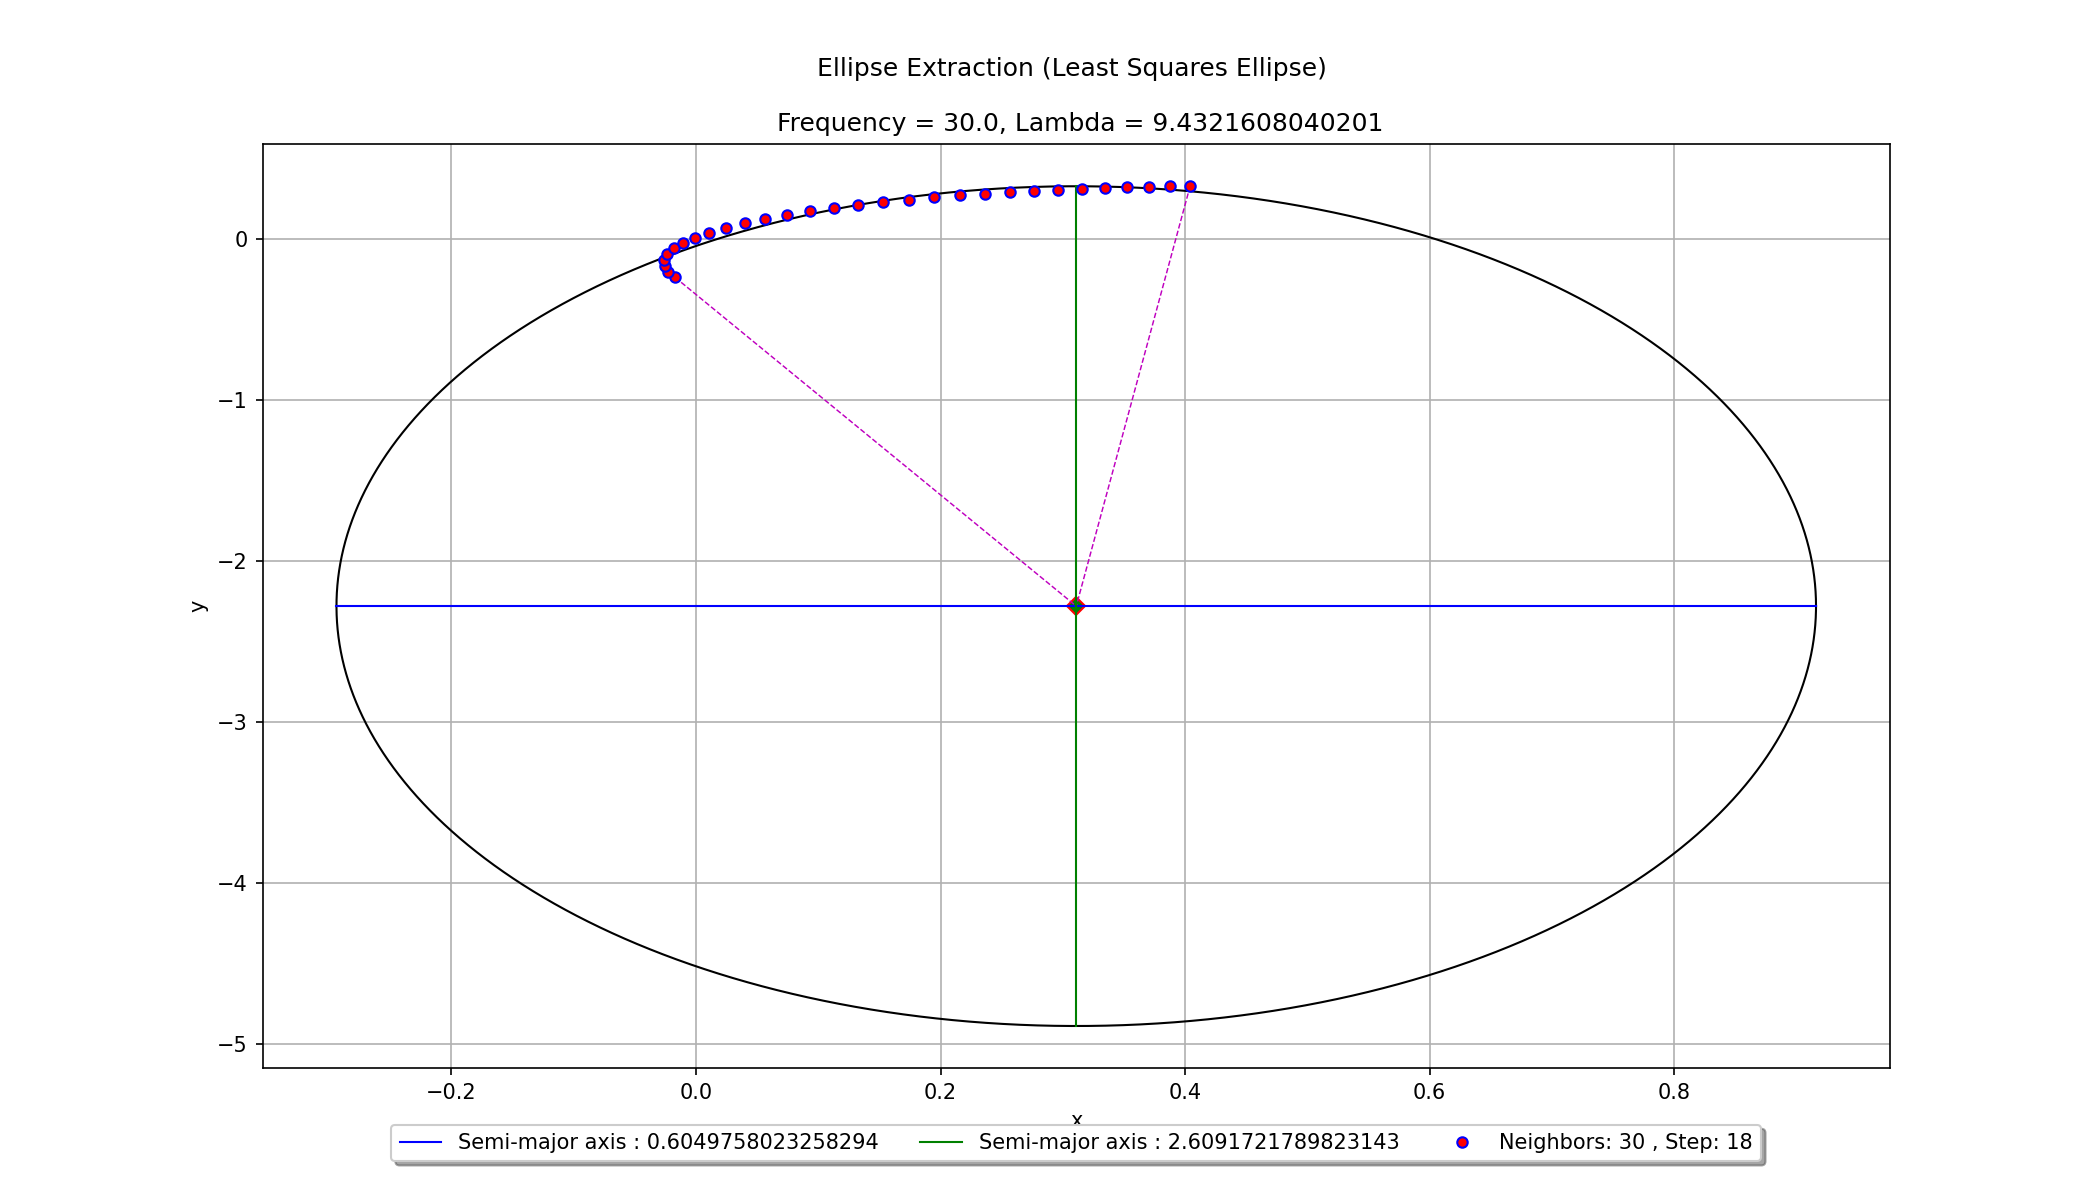 Ellipse Extraction (Least Squares Ellipse)
Frequency = 30.0, Lambda = 9.4321608040201
0
−1
−2
−3
−4
−5
y
−0.2 0.0 0.2 0.4 0.6 0.8
x
Semi-major axis : 0.6049758023258294 Semi-major axis : 2.6091721789823143 Neighbors: 30 , Step: 18